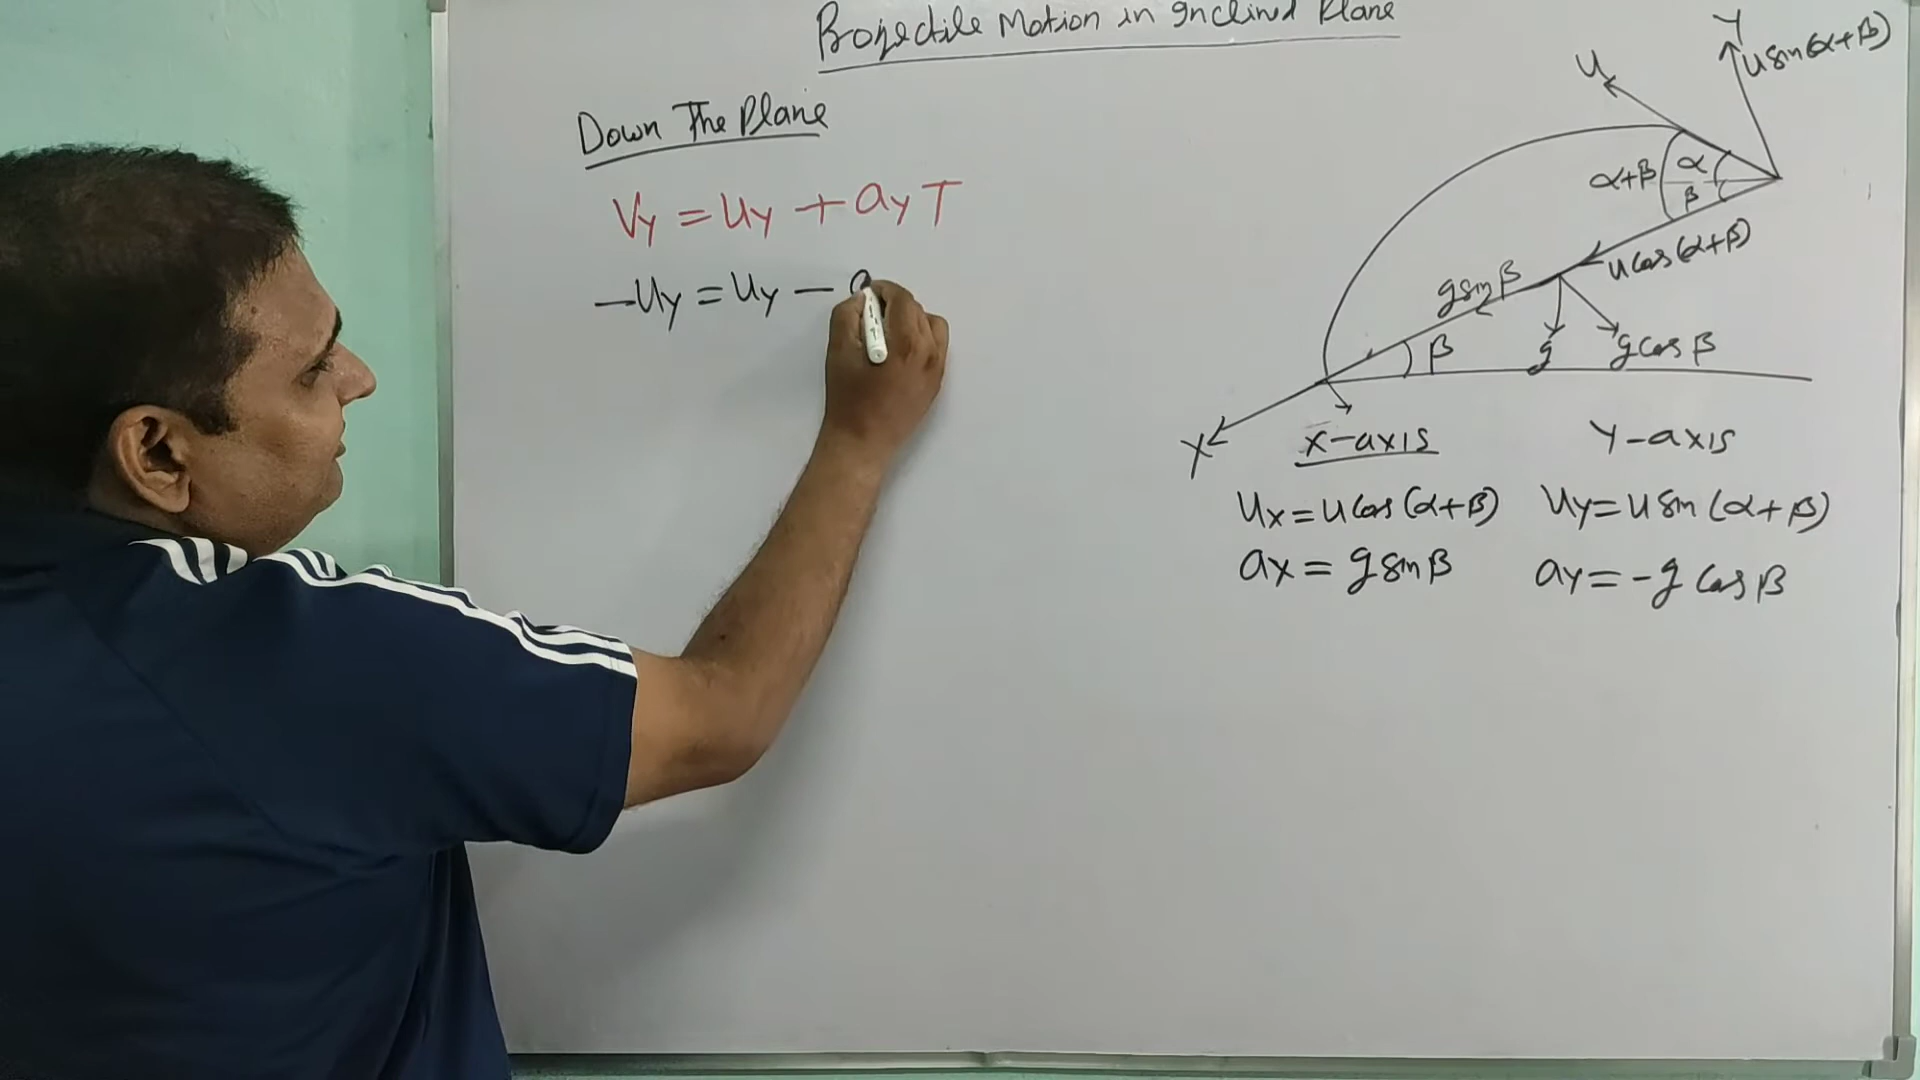 Projectile Motion in Inclined Plane
Down The Plane
Vy = Uy + ayT
-Uy = Uy -
Y
U sin(α+β)
U
α+β
α
β
U cos(α+β)
g sin β
β
g
g cos β
X
X-axis
Y-axis
Ux = U cos(α+β)
Uy = U sin(α+β)
ax = g sin β
ay = -g cos β